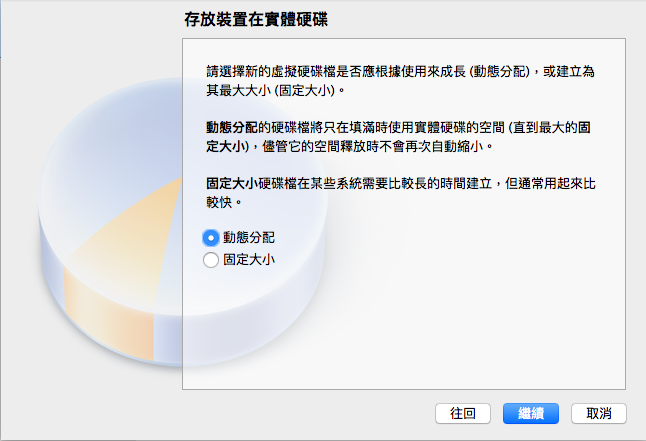 存放裝置在實體硬碟
請選擇新的虛擬硬碟檔是否應根據使用來成長 (動態分配)，或建立為
其最大大小 (固定大小)。
動態分配的硬碟檔將只在填滿時使用實體硬碟的空間 (直到最大的固
定大小)，儘管它的空間釋放時不會再次自動縮小。
固定大小硬碟檔在某些系統需要比較長的時間建立，但通常用起來比
較快。
動態分配
固定大小
往回
繼續
取消